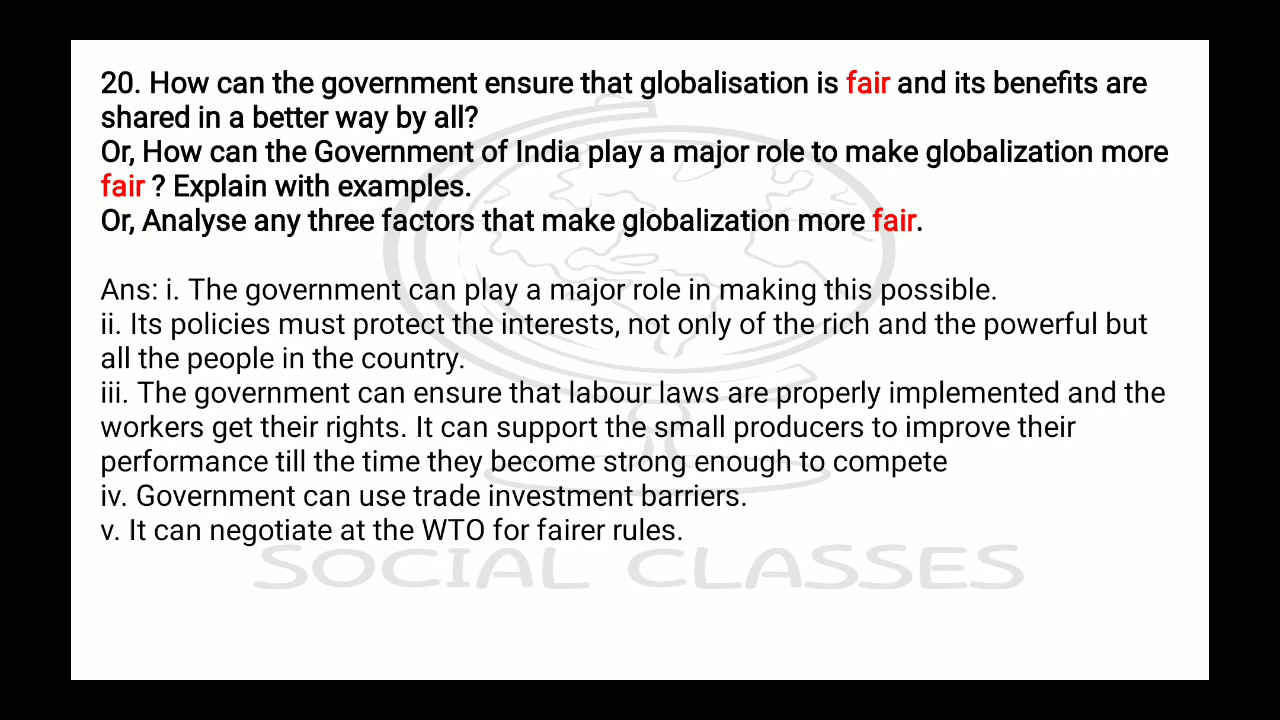 20. How can the government ensure that globalisation is fair and its benefits are
shared in a better way by all?
Or, How can the Government of India play a major role to make globalization more
fair ? Explain with examples.
Or, Analyse any three factors that make globalization more fair.
Ans: i. The government can play a major role in making this possible.
ii. Its policies must protect the interests, not only of the rich and the powerful but
all the people in the country.
iii. The government can ensure that labour laws are properly implemented and the
workers get their rights. It can support the small producers to improve their
performance till the time they become strong enough to compete
iv. Government can use trade investment barriers.
v. It can negotiate at the WTO for fairer rules.
SOCIAL CLASSES